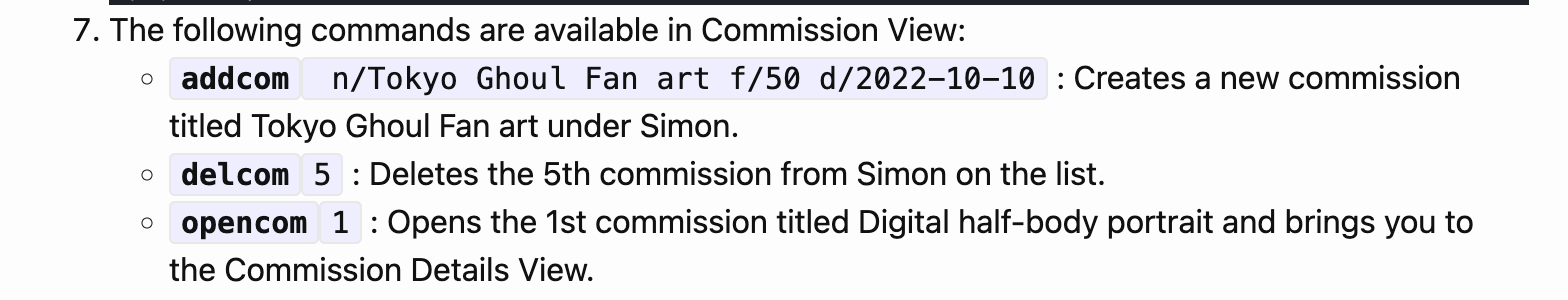 7. The following commands are available in Commission View:
○ addcom n/Tokyo Ghoul Fan art f/50 d/2022-10-10 : Creates a new commission
titled Tokyo Ghoul Fan art under Simon.
○ delcom 5 : Deletes the 5th commission from Simon on the list.
○ opencom 1 : Opens the 1st commission titled Digital half-body portrait and brings you to
the Commission Details View.